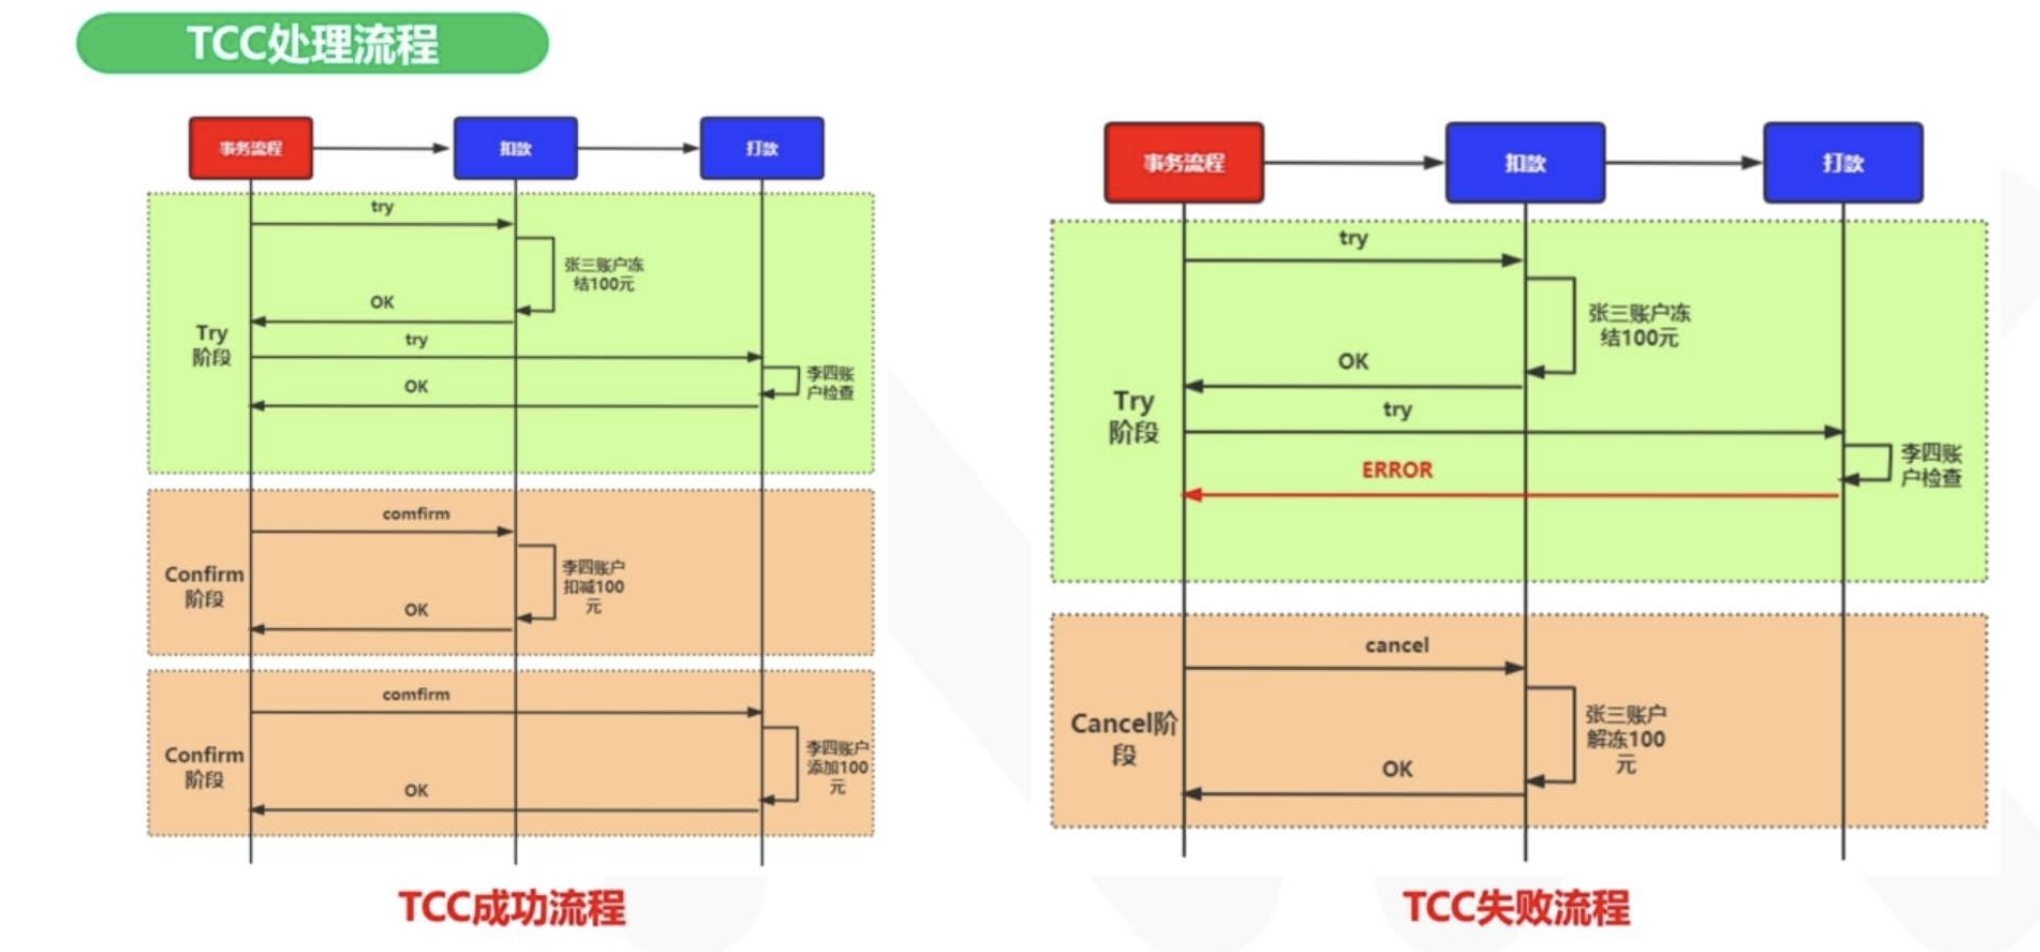 TCC处理流程
事务流程
扣款
打款
try
张三账户冻
结100元
OK
Try
阶段
try
OK
李四账
户检查
comfirm
Confirm
阶段
李四账户
扣减100
元
OK
comfirm
Confirm
阶段
李四账户
添加100
元
OK
TCC成功流程
事务流程
扣款
打款
try
张三账户冻
结100元
OK
Try
阶段
try
李四账
户检查
ERROR
cancel
Cancel阶
段
张三账户
解冻100
元
OK
TCC失败流程